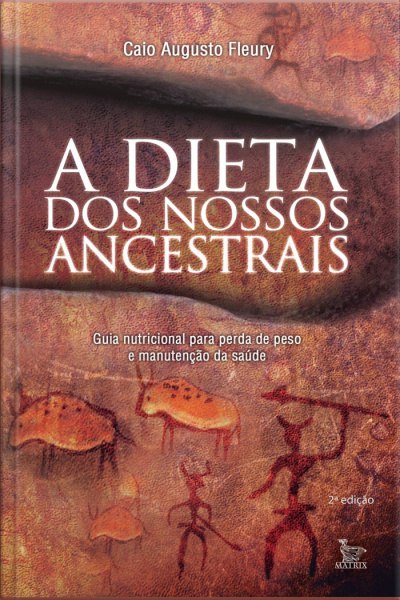 Caio Augusto Fleury
A DIETA
DOS NOSSOS
ANCESTRAIS
Guia nutricional para perda de peso
e manutenção da saúde
2ª edição
MATRIX